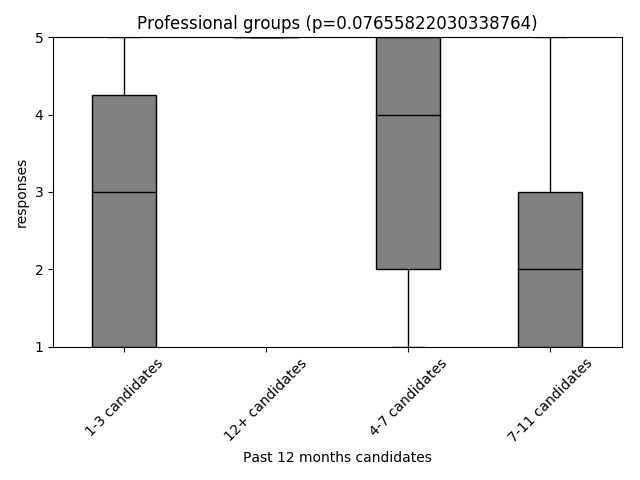 Professional groups (p=0.07655822030338764)
5
4
3
2
1
responses
1-3 candidates
12+ candidates
4-7 candidates
7-11 candidates
Past 12 months candidates